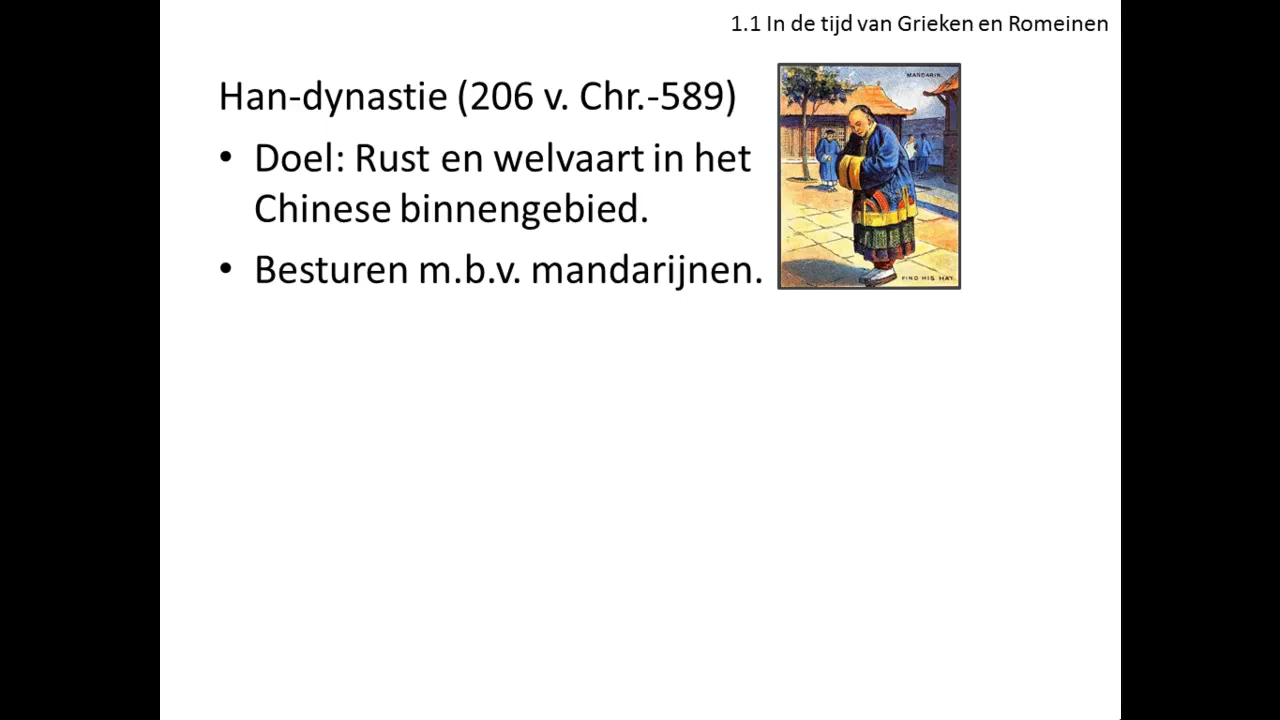 1.1 In de tijd van Grieken en Romeinen
Han-dynastie (206 v. Chr.-589)
• Doel: Rust en welvaart in het
Chinese binnengebied.
• Besturen m.b.v. mandarijnen.
MANDARIN.
FIND HIS HAT